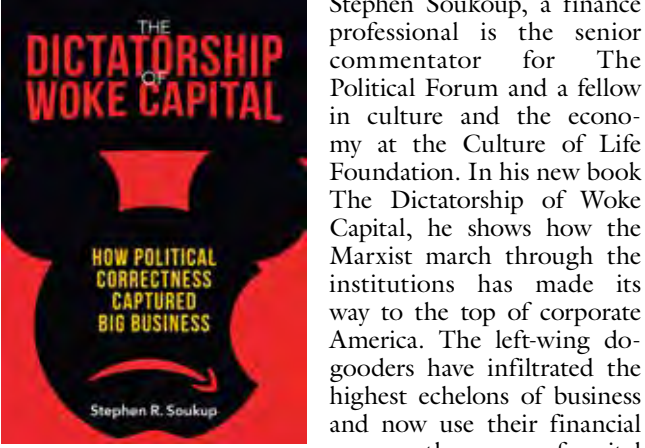 THE
DICTATORSHIP
OF
WOKE CAPITAL
HOW POLITICAL
CORRECTNESS
CAPTURED
BIG BUSINESS
Stephen R. Soukup
Stephen Soukup, a finance
professional is the senior
commentator for The
Political Forum and a fellow
in culture and the econo-
my at the Culture of Life
Foundation. In his new book
The Dictatorship of Woke
Capital, he shows how the
Marxist march through the
institutions has made its
way to the top of corporate
America. The left-wing do-
gooders have infiltrated the
highest echelons of business
and now use their financial